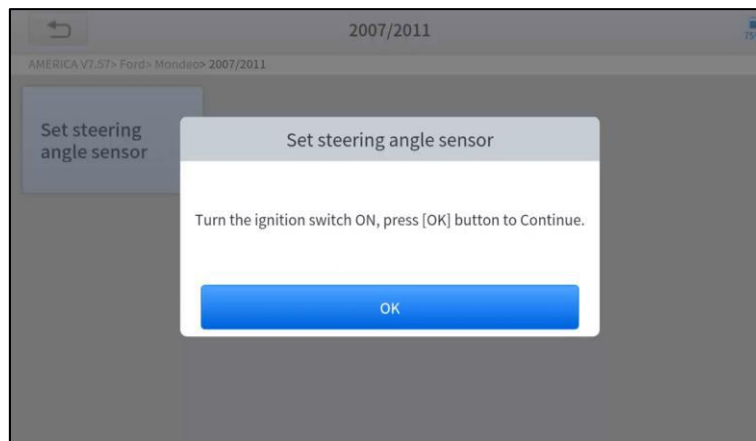 2007/2011
AMERICA V7.57> Ford> Mondeo> 2007/2011
Set steering
angle sensor
Set steering angle sensor
Turn the ignition switch ON, press [OK] button to Continue.
OK